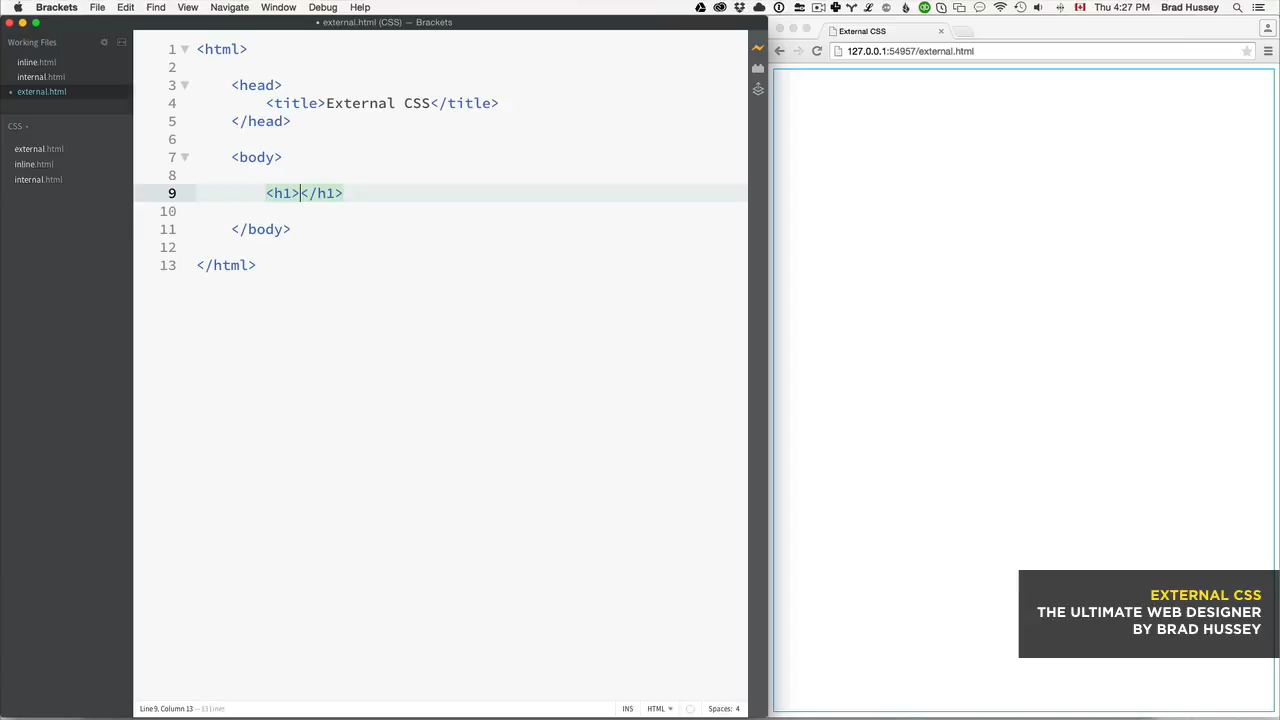 Brackets File Edit Find View Navigate Window Debug Help
Thu 4:27 PM Brad Hussey
• external.html (CSS) — Brackets
External CSS
127.0.0.1:54957/external.html
Working Files
inline.html
internal.html
• external.html
CSS
external.html
inline.html
internal.html
1 <html>
2
3 <head>
4 <title>External CSS</title>
5 </head>
6
7 <body>
8
9 <h1></h1>
10
11 </body>
12
13 </html>
EXTERNAL CSS
THE ULTIMATE WEB DESIGNER
BY BRAD HUSSEY
Line 9, Column 13 — 13 lines
INS HTML Spaces: 4